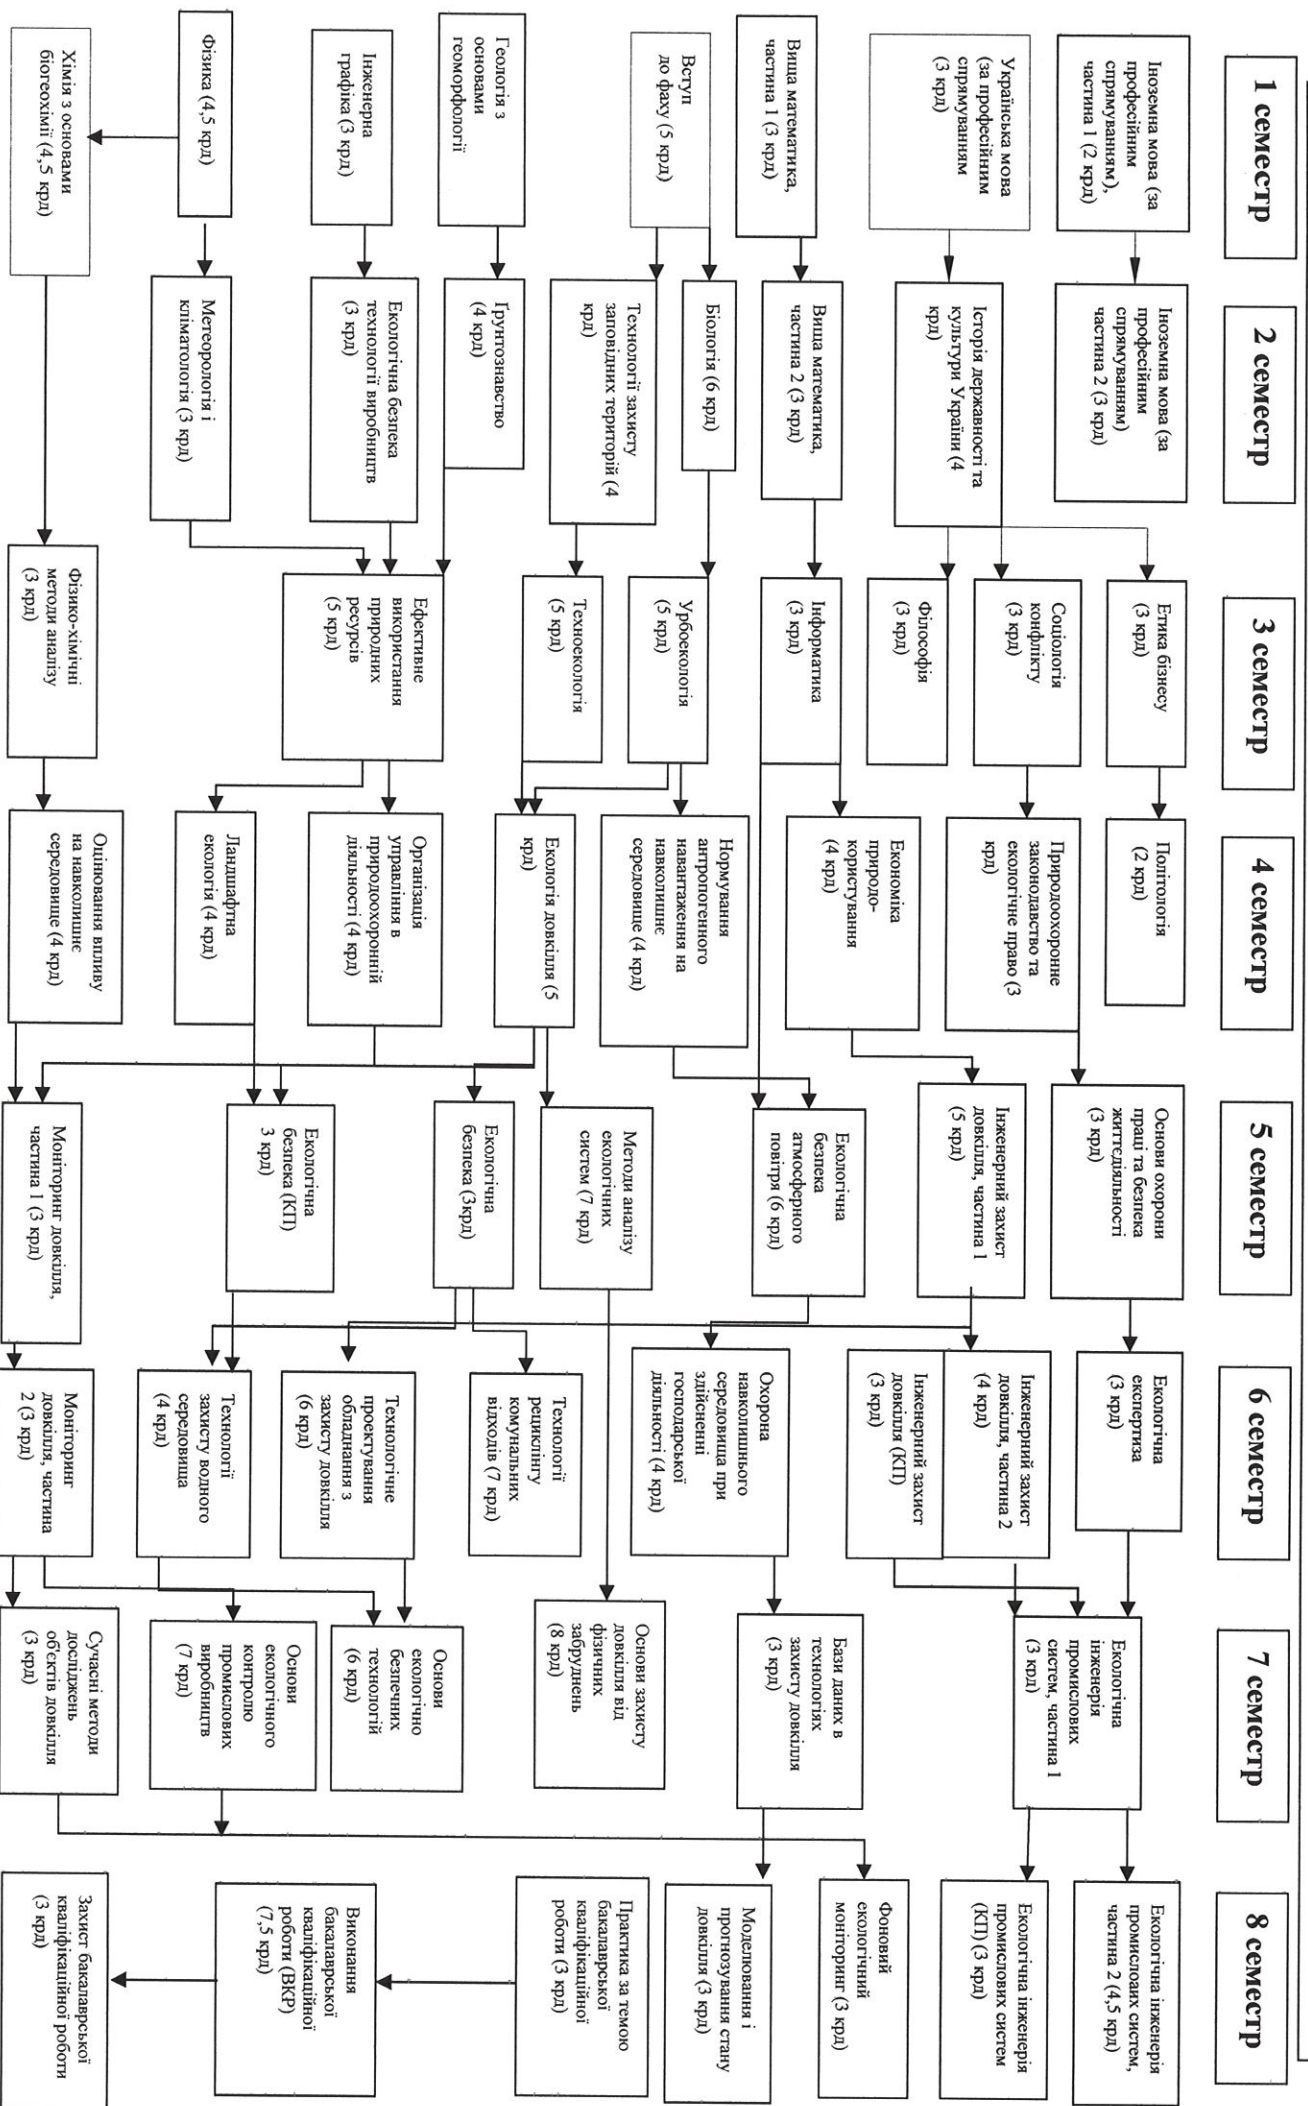 1 семестр
Іноземна мова (за
професійним
спрямуванням),
частина 1 (2 крд)
Українська мова
(за професійним
спрямуванням
(3 крд)
Вища математика,
частина 1 (3 крд)
Вступ
до фаху (5 крд)
Геологія з
основами
геоморфології
Інженерна
графіка (3 крд)
Фізика (4,5 крд)
Хімія з основами
біогеохімії (4,5 крд)
2 семестр
Іноземна мова (за
професійним
спрямуванням)
частина 2 (3 крд)
Історія державності та
культури України (4
крд)
Вища математика,
частина 2 (3 крд)
Біологія (6 крд)
Технології захисту
заповідних територій (4
крд)
Ґрунтознавство
(4 крд)
Екологічна безпека
технології виробництв
(3 крд)
Метеорологія і
кліматологія (3 крд)
3 семестр
Етика бізнесу
(3 крд)
Соціологія
конфлікту
(3 крд)
Філософія
(3 крд)
Інформатика
(3 крд)
Урбоекологія
(5 крд)
Техноекологія
(5 крд)
Ефективне
використання
природних
ресурсів
(5 крд)
Фізико-хімічні
методи аналізу
(3 крд)
4 семестр
Політологія
(2 крд)
Природоохоронне
законодавство та
екологічне право (3
крд)
Економіка
природо-
користування
(4 крд)
Нормування
антропогенного
навантаження на
навколишнє
середовище (4 крд)
Екологія довкілля (5
крд)
Організація
управління в
природоохоронній
діяльності (4 крд)
Ландшафтна
екологія (4 крд)
Оцінювання впливу
на навколишнє
середовище (4 крд)
5 семестр
Основи охорони
праці та безпека
життєдіяльності
(3 крд)
Інженерний захист
довкілля, частина 1
(5 крд)
Екологічна
безпека
атмосферного
повітря (6 крд)
Методи аналізу
екологічних
систем (7 крд)
Екологічна
безпека (3крд)
Екологічна
безпека (КП)
3 крд)
Моніторинг довкілля,
частина 1 (3 крд)
6 семестр
Екологічна
експертиза
(3 крд)
Інженерний захист
довкілля, частина 2
(4 крд)
Інженерний захист
довкілля (КП)
(3 крд)
Охорона
навколишнього
середовища при
здійсненні
господарської
діяльності (4 крд)
Технології
рециклінгу
комунальних
відходів (7 крд)
Технологічне
проектування
обладнання з
захисту довкілля
(6 крд)
Технології
захисту водного
середовища
(4 крд)
Моніторинг
довкілля, частина
2 (3 крд)
7 семестр
Екологічна
інженерія
промислових
систем, частина 1
(3 крд)
Бази даних в
технологіях
захисту довкілля
(3 крд)
Основи захисту
довкілля від
фізичних
забруднень
(8 крд)
Основи
екологічно
безпечних
технологій
(6 крд)
Основи
екологічного
контролю
промислових
виробництв
(7 крд)
Сучасні методи
досліджень
об'єктів довкілля
(3 крд)
8 семестр
Екологічна інженерія
промислоаих систем,
частина 2 (4,5 крд)
Екологічна інженерія
промислових систем
(КП) (3 крд)
Фоновий
екологічний
моніторинг (3 крд)
Моделювання і
прогнозування стану
довкілля (3 крд)
Практика за темою
бакалаврської
кваліфікаційної
роботи (3 крд)
Виконання
бакалаврської
кваліфікаційної
роботи (ВКР)
(7,5 крд)
Захист бакалаврської
кваліфікаційної роботи
(3 крд)